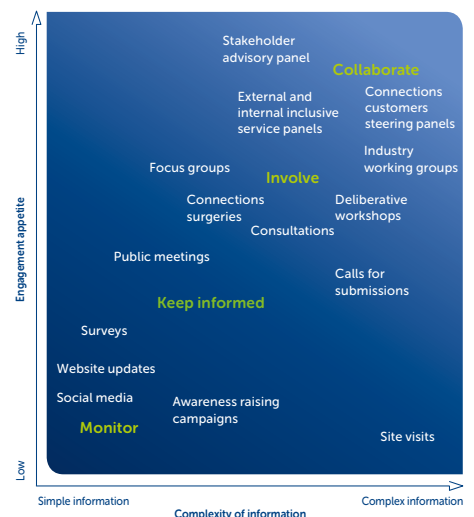 High
Stakeholder
advisory panel
Collaborate
External and
internal inclusive
service panels
Connections
customers
steering panels
Industry
working groups
Focus groups
Involve
Connections
surgeries
Deliberative
workshops
Consultations
Public meetings
Calls for
submissions
Engagement appetite
Keep informed
Surveys
Website updates
Social media
Awareness raising
campaigns
Monitor
Site visits
Low
Simple information
Complex information
Complexity of information